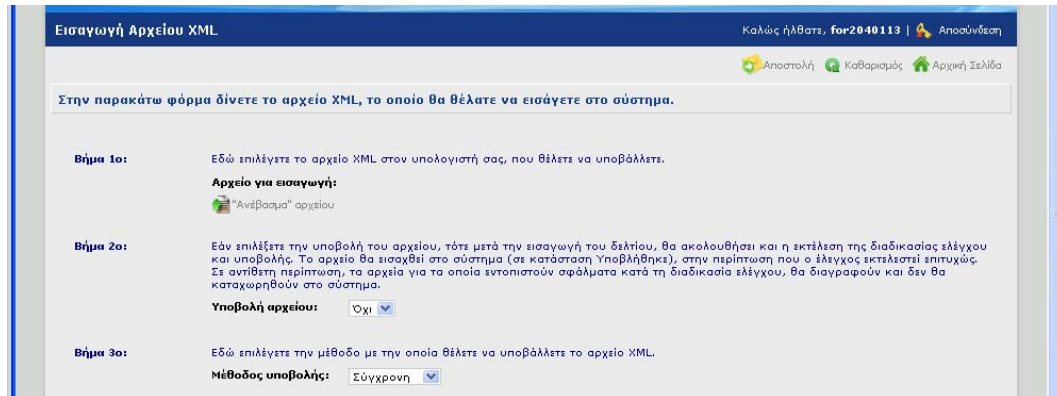 Εισαγωγή Αρχείου XML
Καλώς ήλθατε, for2040113 | Αποσύνδεση
Αποστολή Καθαρισμός Αρχική Σελίδα
Στην παρακάτω φόρμα δίνετε το αρχείο XML, το οποίο θα θέλατε να εισάγετε στο σύστημα.
Βήμα 1ο:
Εδώ επιλέγετε το αρχείο XML στον υπολογιστή σας, που θέλετε να υποβάλλετε.
Αρχείο για εισαγωγή:
"Ανέβασμα" αρχείου
Βήμα 2ο:
Εάν επιλέξετε την υποβολή του αρχείου, τότε μετά την εισαγωγή του δελτίου, θα ακολουθήσει και η εκτέλεση της διαδικασίας ελέγχου
και υποβολής. Το αρχείο θα εισαχθεί στο σύστημα (σε κατάσταση Υποβλήθηκε), στην περίπτωση που ο έλεγχος εκτελεστεί επιτυχώς.
Σε αντίθετη περίπτωση, τα αρχεία για τα οποία εντοπιστούν σφάλματα κατά τη διαδικασία ελέγχου, θα διαγραφούν και δεν θα
καταχωρηθούν στο σύστημα.
Υποβολή αρχείου: Όχι
Βήμα 3ο:
Εδώ επιλέγετε την μέθοδο με την οποία θέλετε να υποβάλλετε το αρχείο XML.
Μέθοδος υποβολής: Σύγχρονη